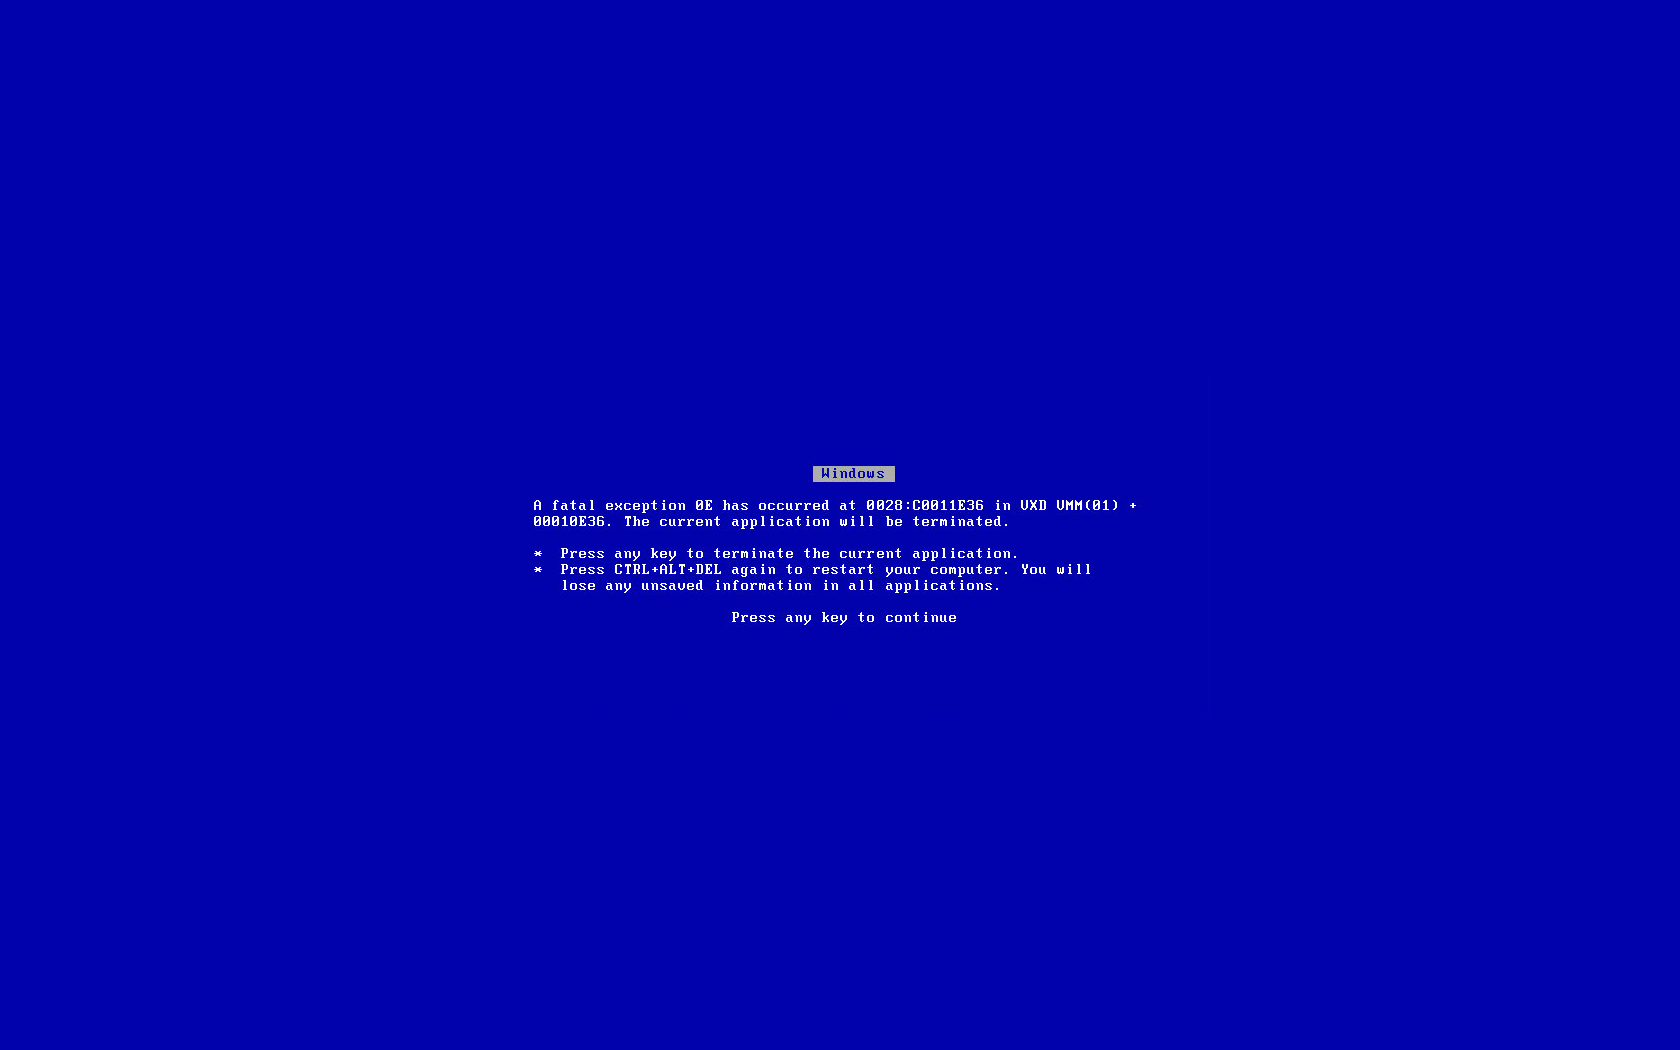 Windows
A fatal exception 0E has occurred at 0028:C0011E36 in VXD VMM(01) +
00010E36. The current application will be terminated.
* Press any key to terminate the current application.
* Press CTRL+ALT+DEL again to restart your computer. You will
lose any unsaved information in all applications.
Press any key to continue